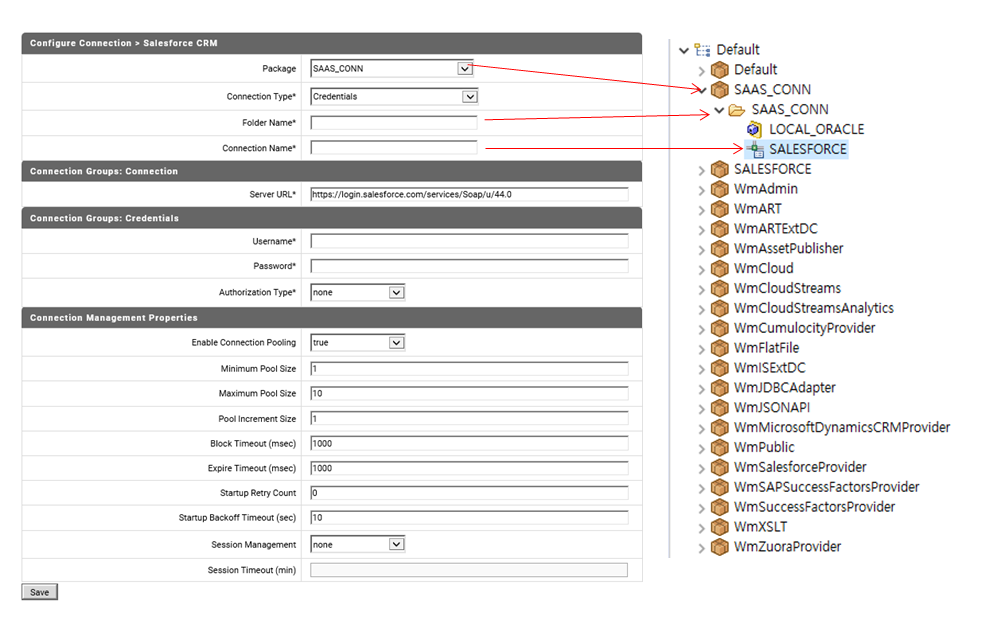 Configure Connection > Salesforce CRM
Package SAAS_CONN
Connection Type* Credentials
Folder Name*
Connection Name*
Connection Groups: Connection
Server URL* https://login.salesforce.com/services/Soap/u/44.0
Connection Groups: Credentials
Username*
Password*
Authorization Type* none
Connection Management Properties
Enable Connection Pooling true
Minimum Pool Size 1
Maximum Pool Size 10
Pool Increment Size 1
Block Timeout (msec) 1000
Expire Timeout (msec) 1000
Startup Retry Count 0
Startup Backoff Timeout (sec) 10
Session Management none
Session Timeout (min)
Save
Default
Default
SAAS_CONN
SAAS_CONN
LOCAL_ORACLE
SALESFORCE
SALESFORCE
WmAdmin
WmART
WmARTExtDC
WmAssetPublisher
WmCloud
WmCloudStreams
WmCloudStreamsAnalytics
WmCumulocityProvider
WmFlatFile
WmISExtDC
WmJDBCAdapter
WmJSONAPI
WmMicrosoftDynamicsCRMProvider
WmPublic
WmSalesforceProvider
WmSAPSuccessFactorsProvider
WmSuccessFactorsProvider
WmXSLT
WmZuoraProvider